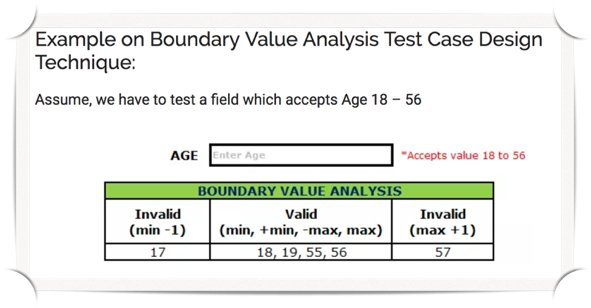 Example on Boundary Value Analysis Test Case Design
Technique:
Assume, we have to test a field which accepts Age 18 – 56
AGE Enter Age *Accepts value 18 to 56
BOUNDARY VALUE ANALYSIS
Invalid Valid Invalid
(min -1) (min, +min, -max, max) (max +1)
17 18, 19, 55, 56 57